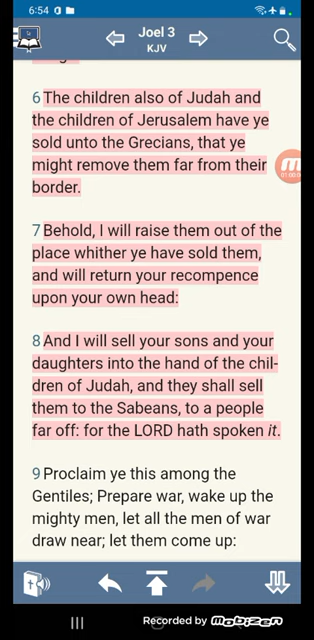 6:54
Joel 3
KJV
6 The children also of Judah and
the children of Jerusalem have ye
sold unto the Grecians, that ye
might remove them far from their
border.
7 Behold, I will raise them out of the
place whither ye have sold them,
and will return your recompence
upon your own head:
8 And I will sell your sons and your
daughters into the hand of the chil-
dren of Judah, and they shall sell
them to the Sabeans, to a people
far off: for the LORD hath spoken it.
9 Proclaim ye this among the
Gentiles; Prepare war, wake up the
mighty men, let all the men of war
draw near; let them come up:
Recorded by mobizen